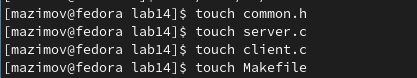 [mazimov@fedora lab14]$ touch common.h
[mazimov@fedora lab14]$ touch server.c
[mazimov@fedora lab14]$ touch client.c
[mazimov@fedora lab14]$ touch Makefile